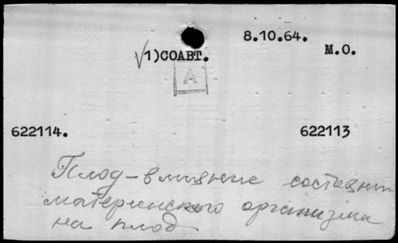 8.10.64.
√1)СОАВТ. М.О.
А
622114. 622113
Плод-влияние состояния
материнского организма
на плод